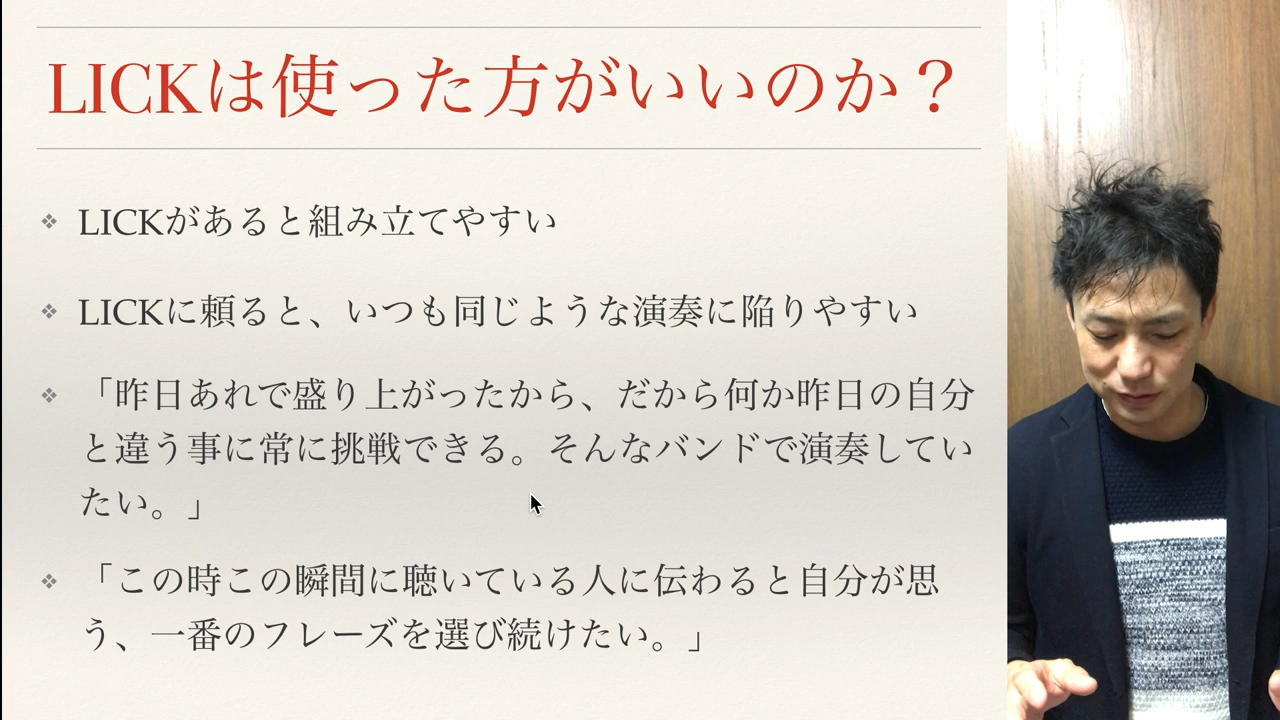 LICKは使った方がいいのか？
LICKがあると組み立てやすい
LICKに頼ると、いつも同じような演奏に陥りやすい
「昨日あれで盛り上がったから、だから何か昨日の自分
と違う事に常に挑戦できる。そんなバンドで演奏してい
たい。」
「この時この瞬間に聴いている人に伝わると自分が思
う、一番のフレーズを選び続けたい。」